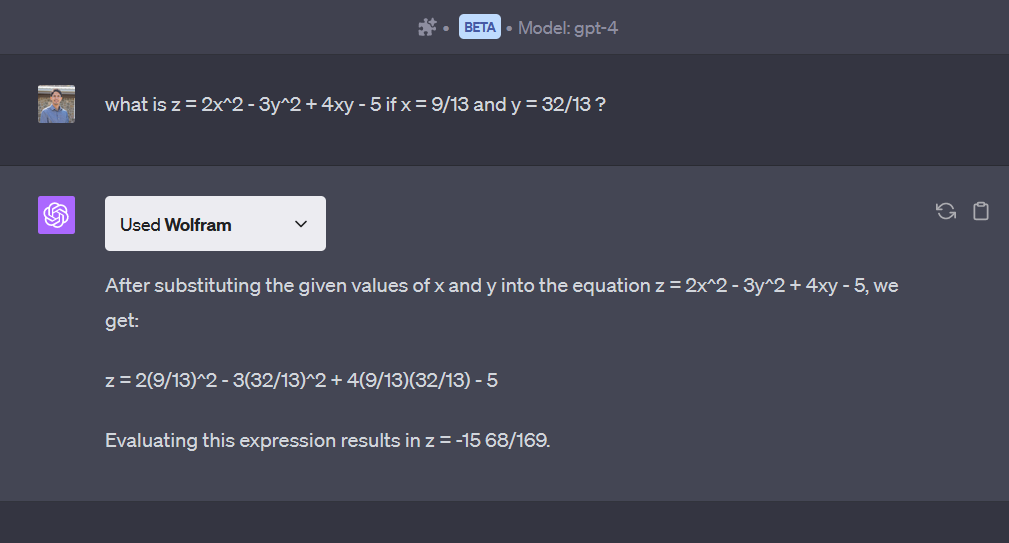 BETA • Model: gpt-4
what is z = 2x^2 - 3y^2 + 4xy - 5 if x = 9/13 and y = 32/13 ?
Used Wolfram
After substituting the given values of x and y into the equation z = 2x^2 - 3y^2 + 4xy - 5, we
get:
z = 2(9/13)^2 - 3(32/13)^2 + 4(9/13)(32/13) - 5
Evaluating this expression results in z = -15 68/169.